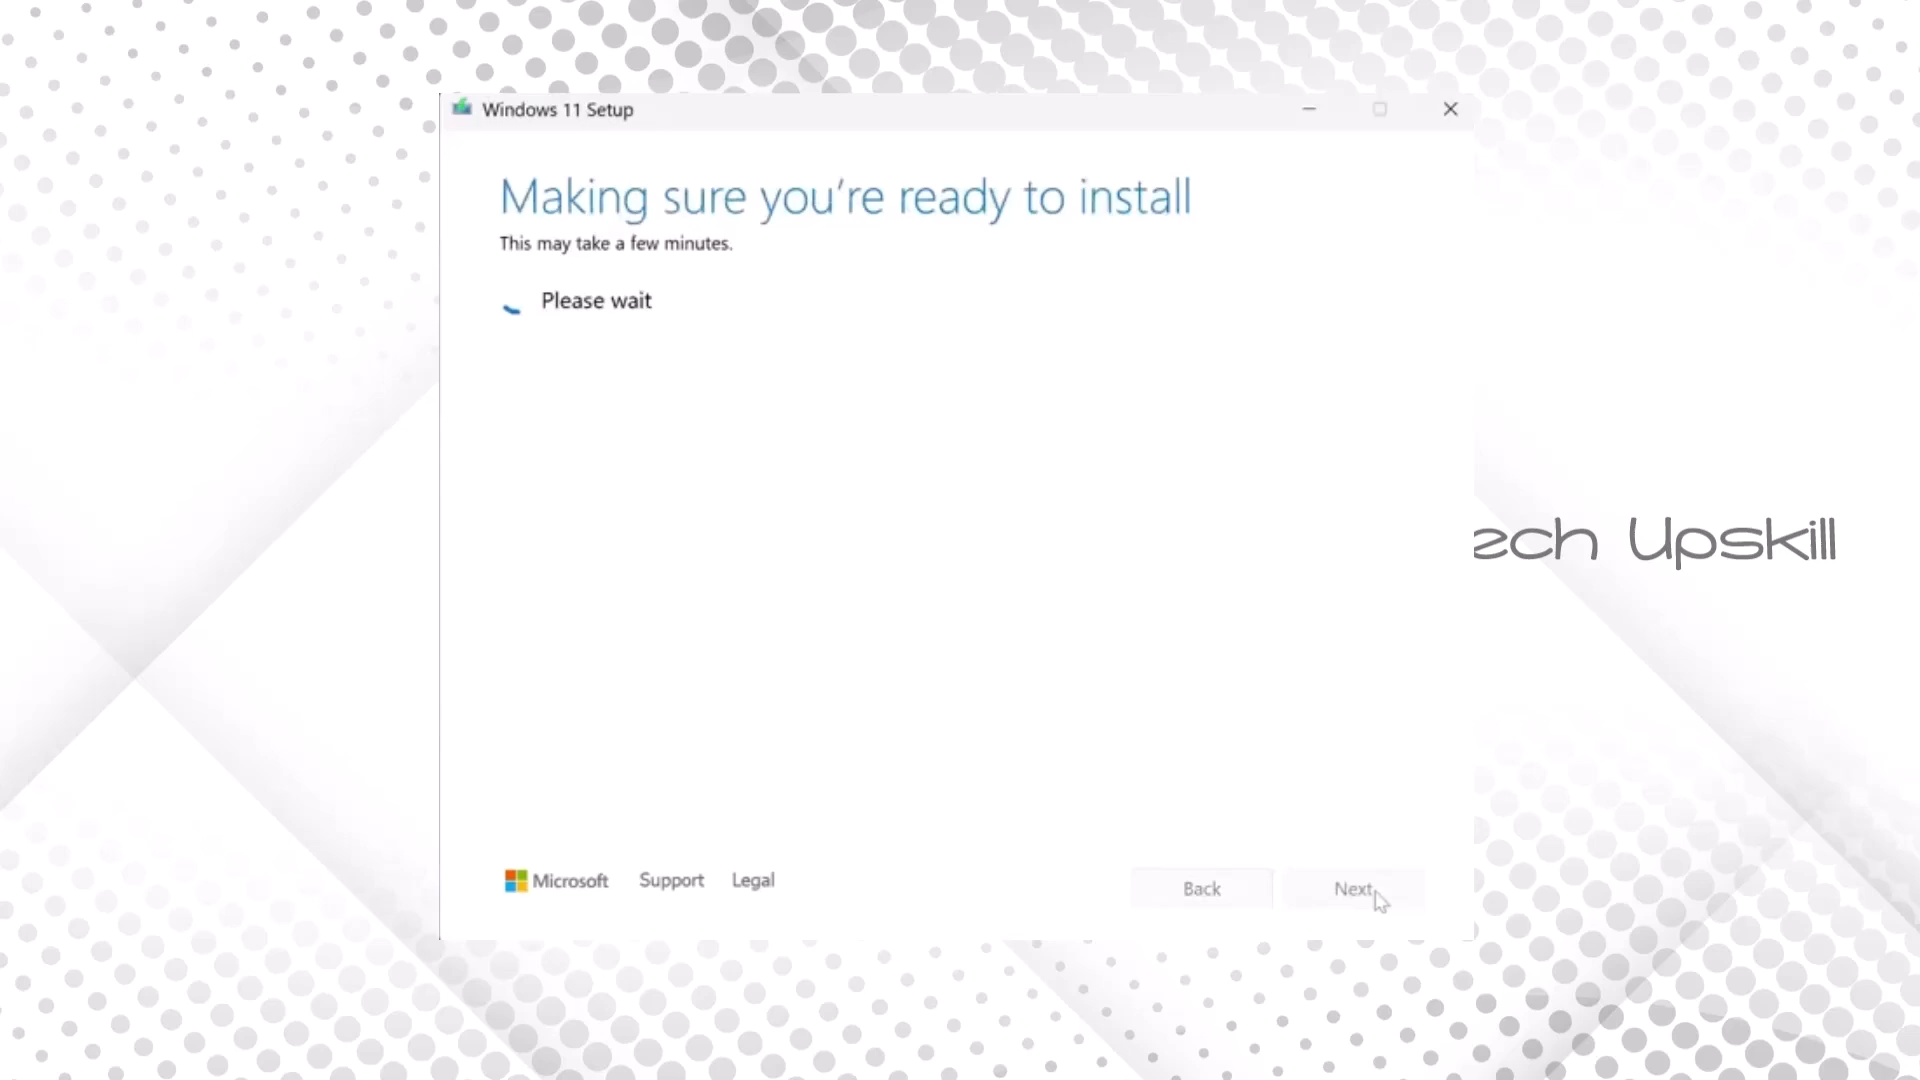 Windows 11 Setup
Making sure you're ready to install
This may take a few minutes.
Please wait
ech Upskill
Microsoft Support Legal
Back Next